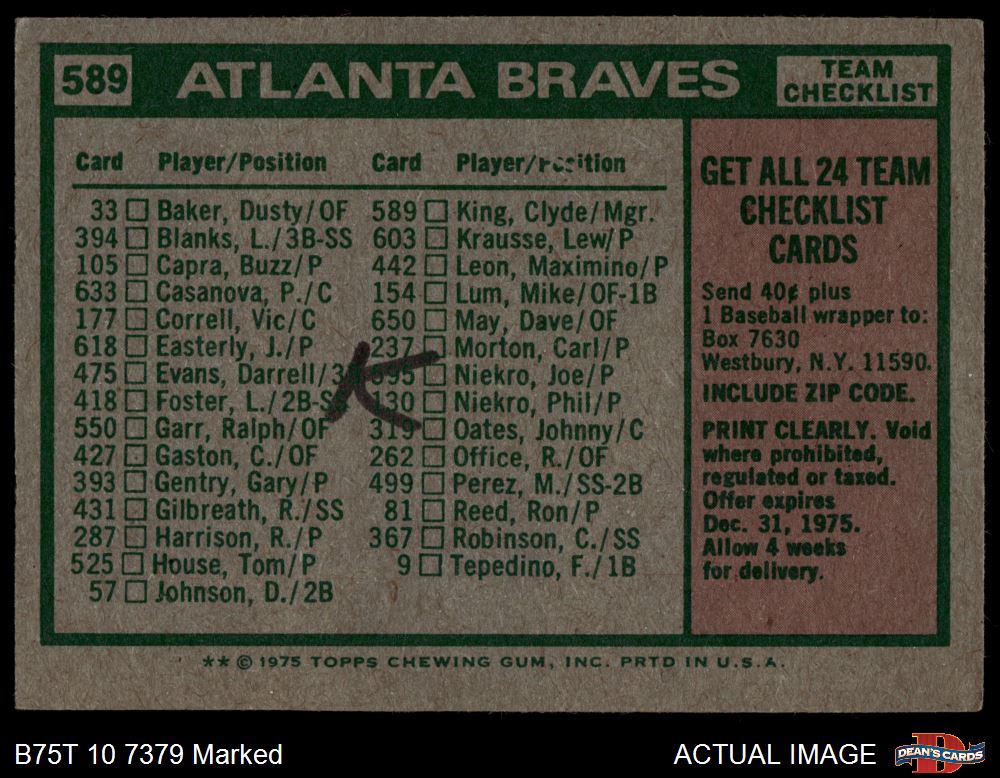 589 ATLANTA BRAVES TEAM CHECKLIST
Card Player/Position Card Player/Position
33 Baker, Dusty/OF 589 King, Clyde/Mgr.
394 Blanks, L./3B-SS 603 Krausse, Lew/P
105 Capra, Buzz/P 442 Leon, Maximino/P
633 Casanova, P./C 154 Lum, Mike/OF-1B
177 Correll, Vic/C 650 May, Dave/OF
618 Easterly, J./P 237 Morton, Carl/P
475 Evans, Darrell/3 595 Niekro, Joe/P
418 Foster, L./2B-S 130 Niekro, Phil/P
550 Garr, Ralph/OF 319 Oates, Johnny/C
427 Gaston, C./OF 262 Office, R./OF
393 Gentry, Gary/P 499 Perez, M./SS-2B
431 Gilbreath, R./SS 81 Reed, Ron/P
287 Harrison, R./P 367 Robinson, C./SS
525 House, Tom/P 9 Tepedino, F./1B
57 Johnson, D./2B
K
GET ALL 24 TEAM
CHECKLIST
CARDS
Send 40¢ plus
1 Baseball wrapper to:
Box 7630
Westbury, N.Y. 11590.
INCLUDE ZIP CODE.
PRINT CLEARLY. Void
where prohibited,
regulated or taxed.
Offer expires
Dec. 31, 1975.
Allow 4 weeks
for delivery.
** © 1975 TOPPS CHEWING GUM, INC. PRTD IN U.S.A.
B75T 10 7379 Marked ACTUAL IMAGE DEAN'S CARDS